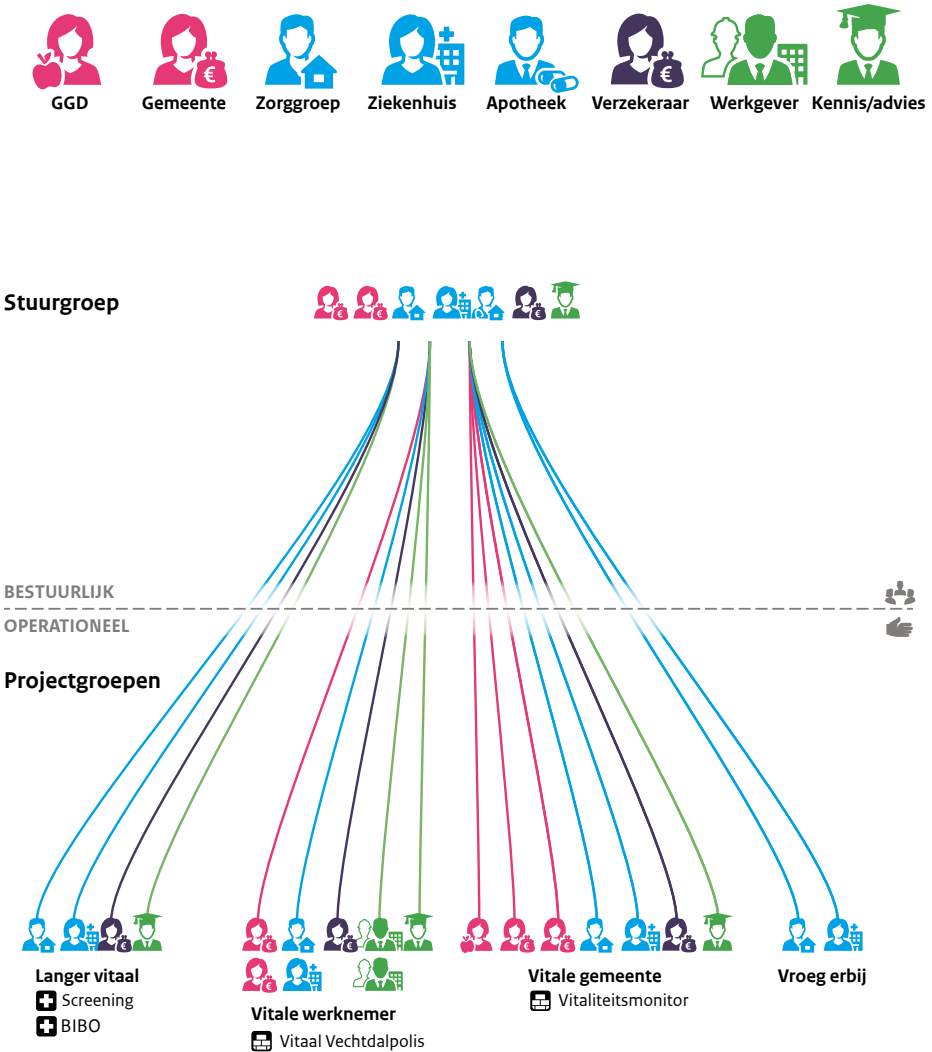 GGD Gemeente Zorggroep Ziekenhuis Apotheek Verzekeraar Werkgever Kennis/advies
Stuurgroep
BESTUURLIJK
OPERATIONEEL
Projectgroepen
Langer vitaal
Screening
BIBO
Vitale werknemer
Vitaal Vechtdalpolis
Vitale gemeente
Vitaliteitsmonitor
Vroeg erbij